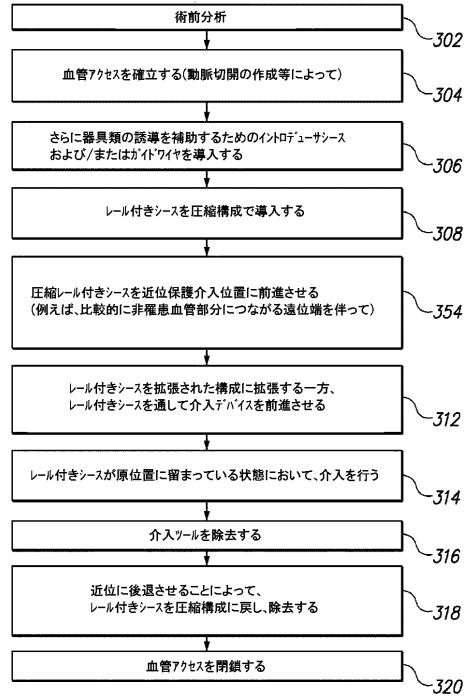 術前分析
302
血管アクセスを確立する(動脈切開の作成等によって)
304
さらに器具類の誘導を補助するためのイントロデューサシース
および/またはガイドワイヤを導入する
306
レール付きシースを圧縮構成で導入する
308
圧縮レール付きシースを近位保護介入位置に前進させる
(例えば、比較的に非罹患血管部分につながる遠位端を伴って)
354
レール付きシースを拡張された構成に拡張する一方、
レール付きシースを通して介入デバイスを前進させる
312
レール付きシースが原位置に留まっている状態において、介入を行う
314
介入ツールを除去する
316
近位に後退させることによって、
レール付きシースを圧縮構成に戻し、除去する
318
血管アクセスを閉鎖する
320